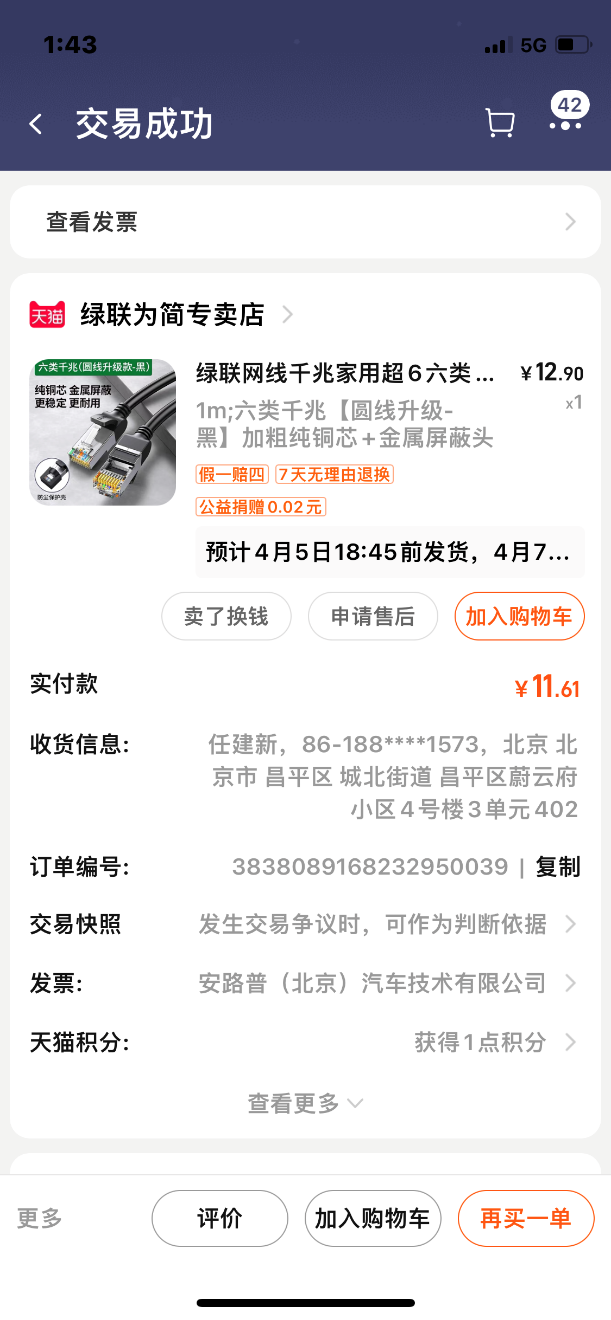 1:43
5G
交易成功
42
查看发票
天猫 绿联为简专卖店
六类千兆(圆线升级款-黑)
纯铜芯 金属屏蔽
更稳定 更耐用
防尘保护壳
绿联网线千兆家用超6六类... ¥12.90
1m;六类千兆【圆线升级- x1
黑】加粗纯铜芯+金属屏蔽头
假一赔四 7天无理由退换
公益捐赠0.02元
预计4月5日18:45前发货，4月7...
卖了换钱 申请售后 加入购物车
实付款 ¥11.61
收货信息: 任建新，86-188****1573，北京 北
京市 昌平区 城北街道 昌平区蔚云府
小区4号楼3单元402
订单编号: 3838089168232950039 | 复制
交易快照 发生交易争议时，可作为判断依据
发票: 安路普（北京）汽车技术有限公司
天猫积分: 获得1点积分
查看更多
更多 评价 加入购物车 再买一单